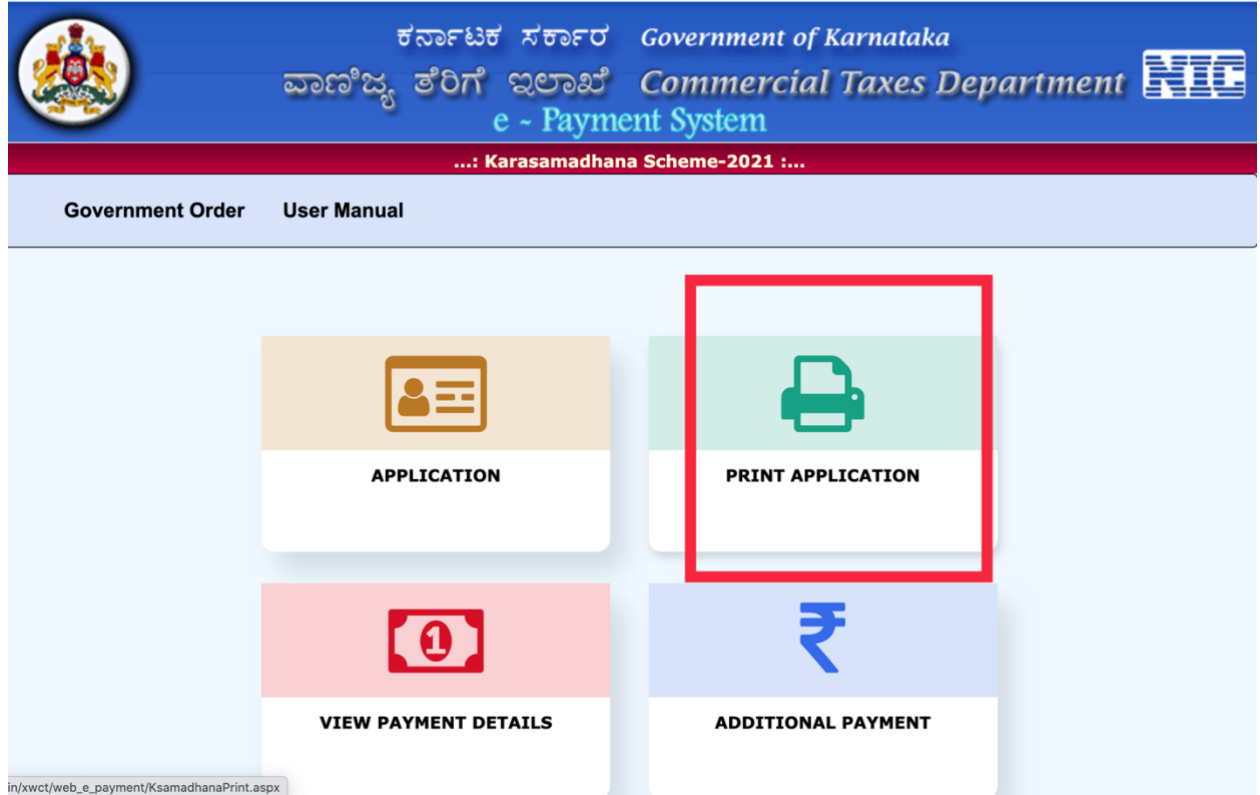 ಕರ್ನಾಟಕ ಸರ್ಕಾರ Government of Karnataka
ವಾಣಿಜ್ಯ ತೆರಿಗೆ ಇಲಾಖೆ Commercial Taxes Department NIC
e - Payment System
...: Karasamadhana Scheme-2021 :...
Government Order User Manual
APPLICATION PRINT APPLICATION
1 ₹
VIEW PAYMENT DETAILS ADDITIONAL PAYMENT
in/xwct/web_e_payment/KsamadhanaPrint.aspx